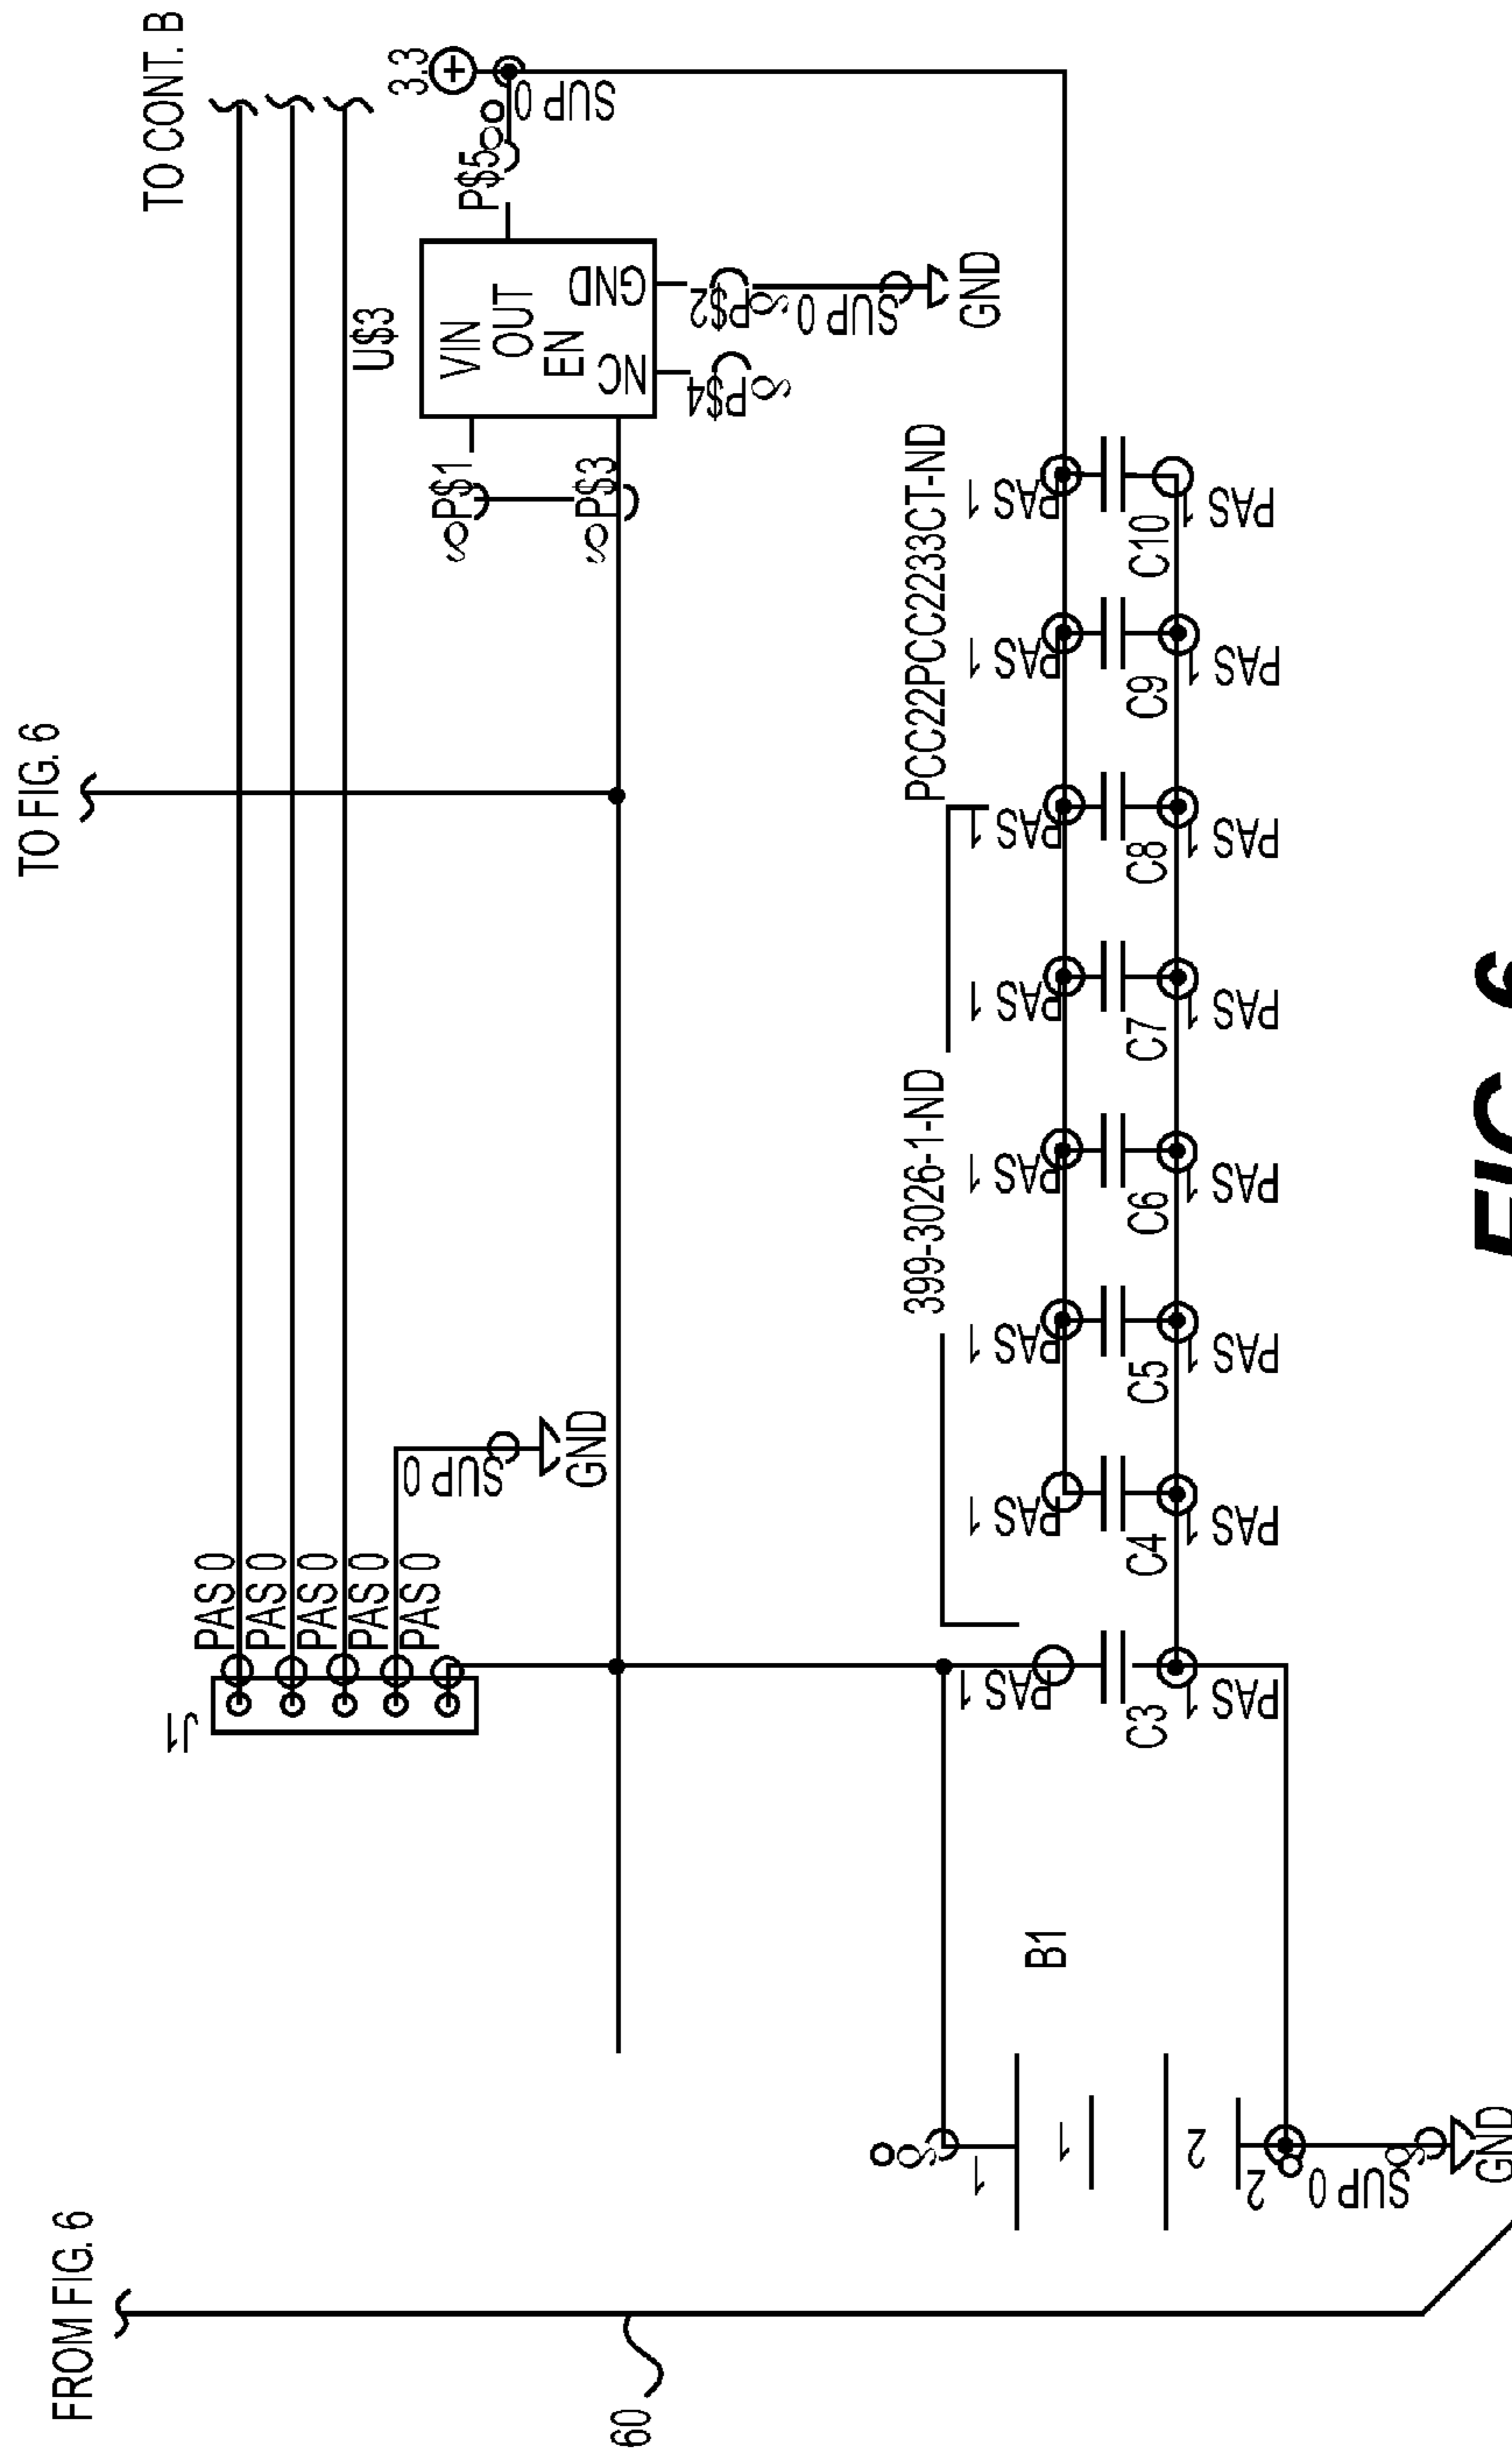 FROM FIG. 6
TO FIG. 6
TO CONT. B
60
J1
PAS 0
PAS 0
PAS 0
PAS 0
PAS 0
SUP 0
GND
U$3
VIN
OUT
EN
NC
GND
P$1
P$3
P$4
P$2
P$5
SUP 0
GND
3.3
SUP 0
399-3026-1-ND
PCC22PCC2233CT-ND
PAS 1
PAS 1
PAS 1
PAS 1
PAS 1
PAS 1
PAS 1
PAS 1
C3
C4
C5
C6
C7
C8
C9
C10
PAS 1
PAS 1
PAS 1
PAS 1
PAS 1
PAS 1
PAS 1
PAS 1
B1
1
1
2
2
SUP 0
GND